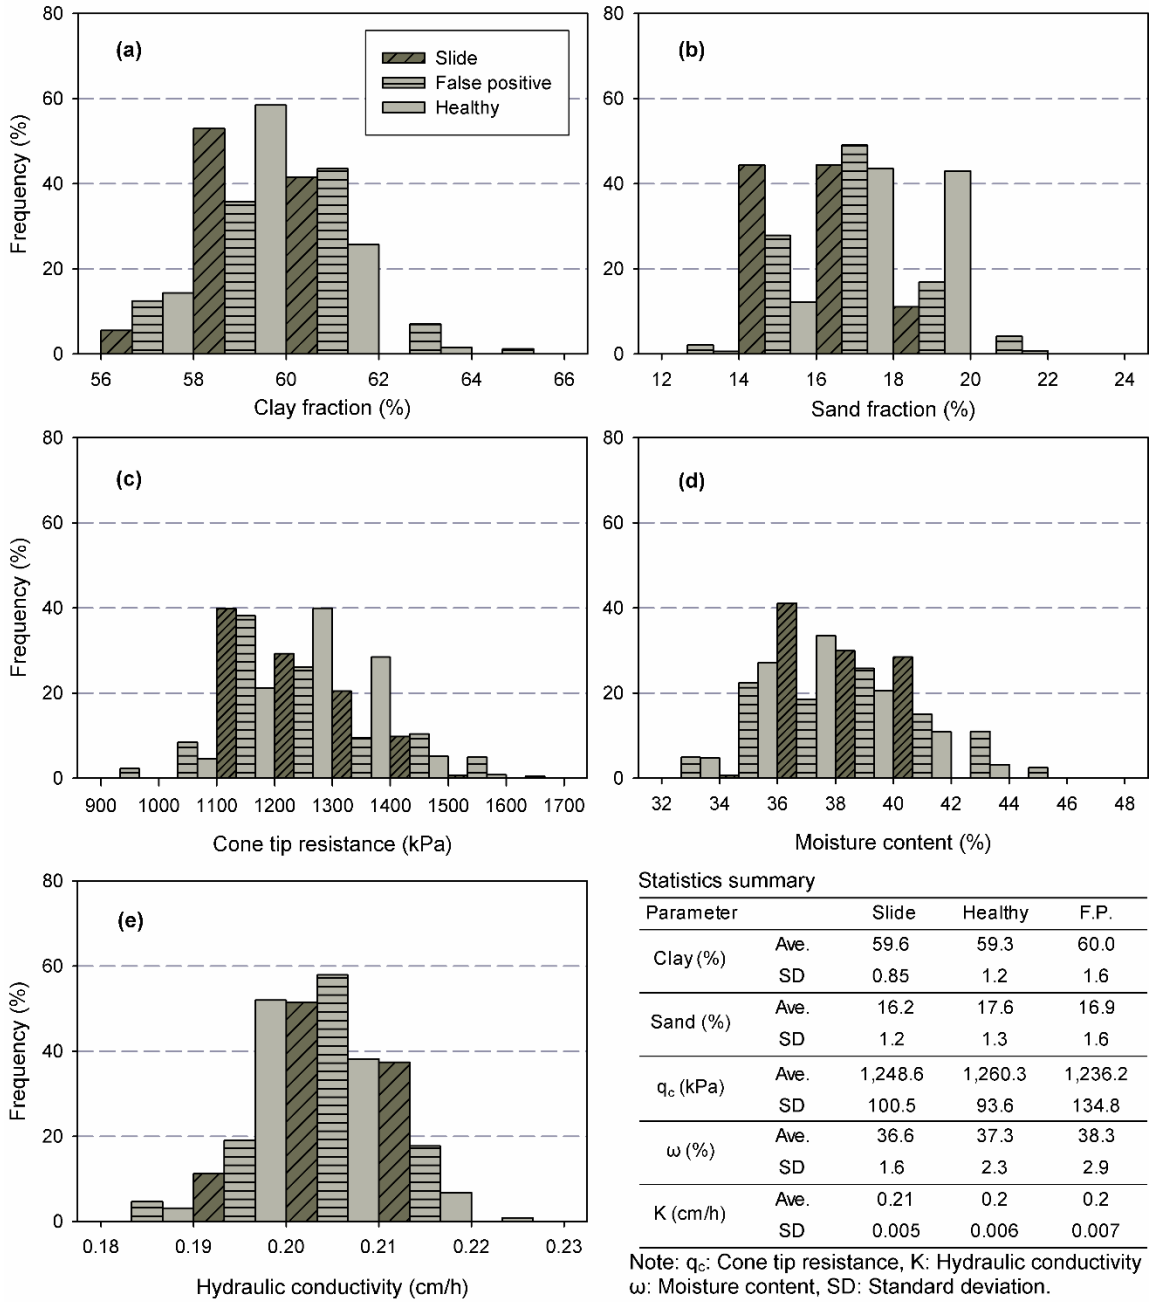 (a)
Slide
False positive
Healthy
Frequency (%)
80
60
40
20
0
56 58 60 62 64 66
Clay fraction (%)
(b)
80
60
40
20
0
12 14 16 18 20 22 24
Sand fraction (%)
(c)
Frequency (%)
80
60
40
20
0
900 1000 1100 1200 1300 1400 1500 1600 1700
Cone tip resistance (kPa)
(d)
80
60
40
20
0
32 34 36 38 40 42 44 46 48
Moisture content (%)
(e)
Frequency (%)
80
60
40
20
0
0.18 0.19 0.20 0.21 0.22 0.23
Hydraulic conductivity (cm/h)
Statistics summary
Parameter Slide Healthy F.P.
Clay (%) Ave. 59.6 59.3 60.0
SD 0.85 1.2 1.6
Sand (%) Ave. 16.2 17.6 16.9
SD 1.2 1.3 1.6
qc (kPa) Ave. 1,248.6 1,260.3 1,236.2
SD 100.5 93.6 134.8
ω (%) Ave. 36.6 37.3 38.3
SD 1.6 2.3 2.9
K (cm/h) Ave. 0.21 0.2 0.2
SD 0.005 0.006 0.007
Note: qc: Cone tip resistance, K: Hydraulic conductivity
ω: Moisture content, SD: Standard deviation.